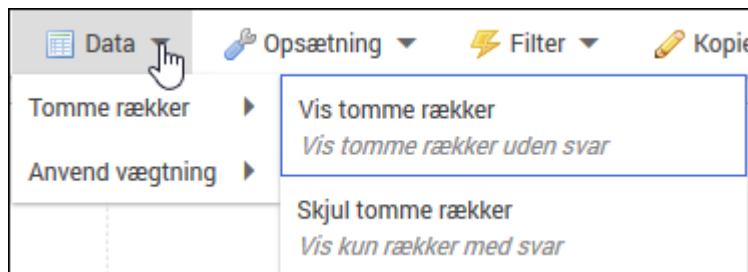 Data Opsætning Filter Kopie
Tomme rækker
Anvend vægtning
Vis tomme rækker
Vis tomme rækker uden svar
Skjul tomme rækker
Vis kun rækker med svar